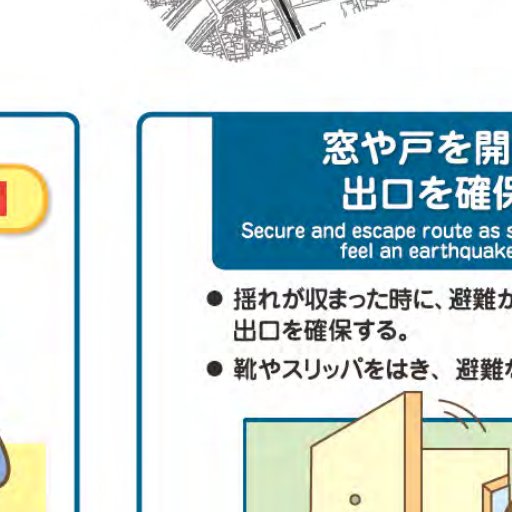 窓や戸を開
出口を確保
Secure and escape route as
feel an earthquake
● 揺れが収まった時に、避難
出口を確保する。
● 靴やスリッパをはき、避難